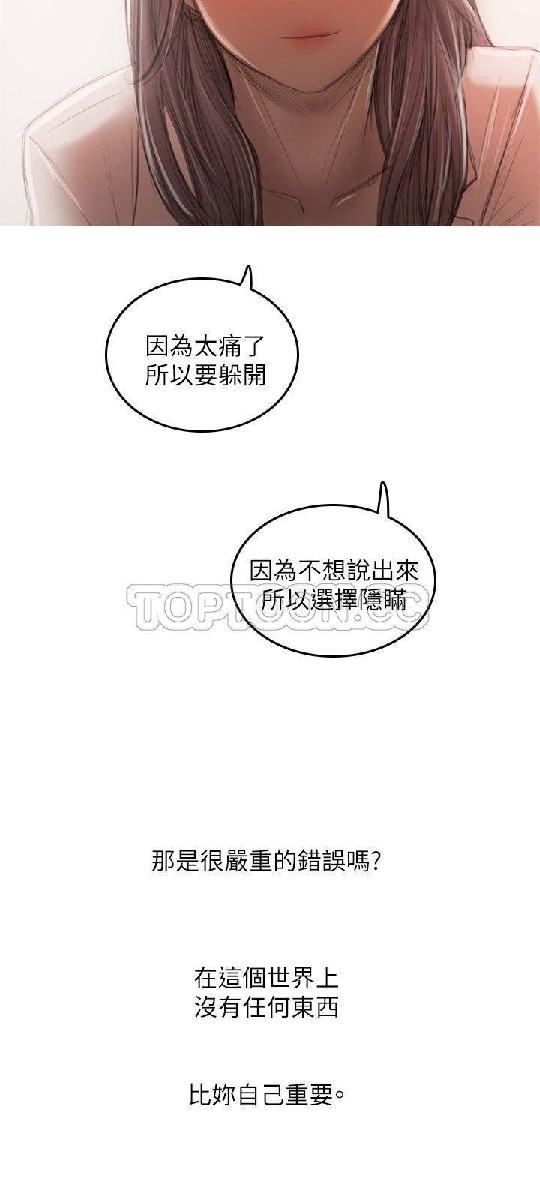 因為太痛了
所以要躲開
因為不想說出來
所以選擇隱瞞
TOPTOON.CC
那是很嚴重的錯誤嗎?
在這個世界上
沒有任何東西
比妳自己重要。